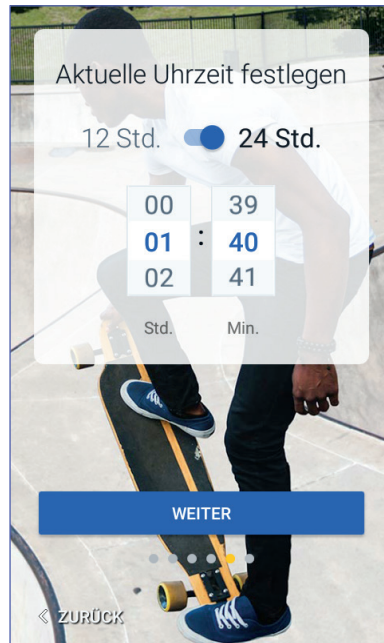 Aktuelle Uhrzeit festlegen
12 Std. 24 Std.
00 39
01 : 40
02 41
Std. Min.
WEITER
< ZURÜCK